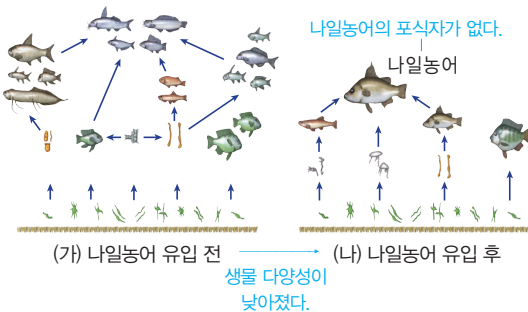 나일농어의 포식자가 없다.
나일농어
(가) 나일농어 유입 전
(나) 나일농어 유입 후
생물 다양성이
낮아졌다.